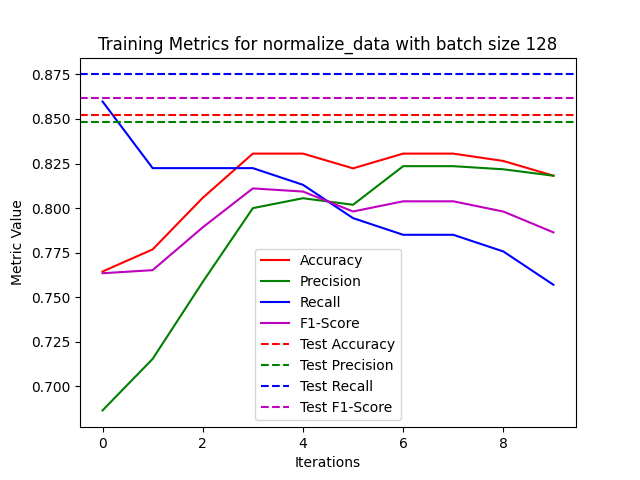 Training Metrics for normalize_data with batch size 128
Metric Value
0.875
0.850
0.825
0.800
0.775
0.750
0.725
0.700
Accuracy
Precision
Recall
F1-Score
Test Accuracy
Test Precision
Test Recall
Test F1-Score
0 2 4 6 8
Iterations